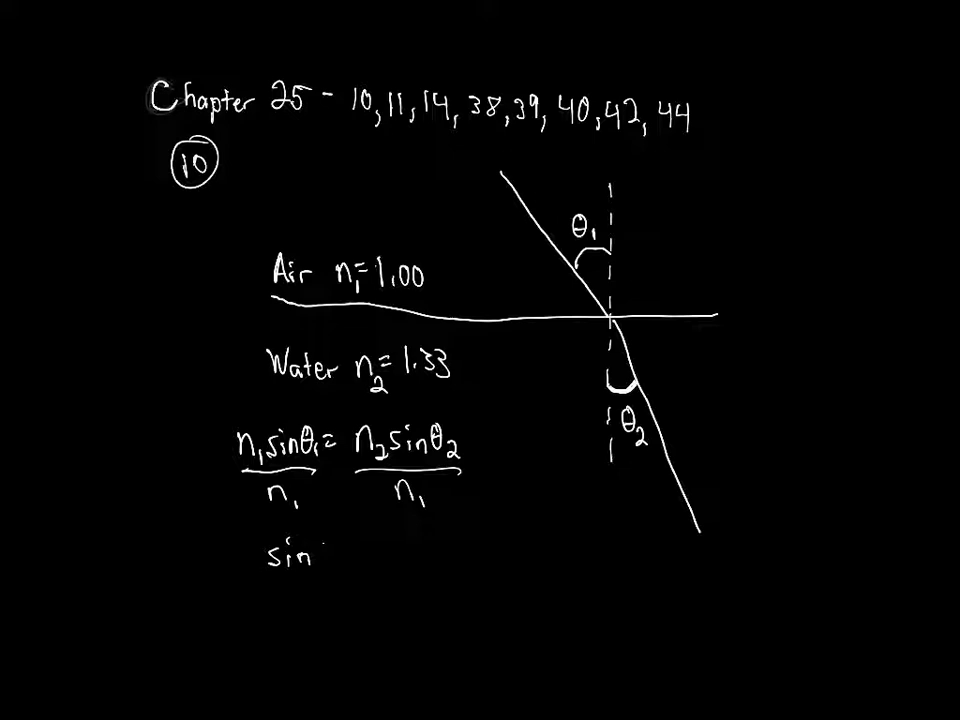 Chapter 25 - 10, 11, 14, 38, 39, 40, 42, 44
10
θ₁
Air n₁=1.00
Water n₂=1.33
θ₂
n₁sinθ₁= n₂sinθ₂
n₁ n₁
sin